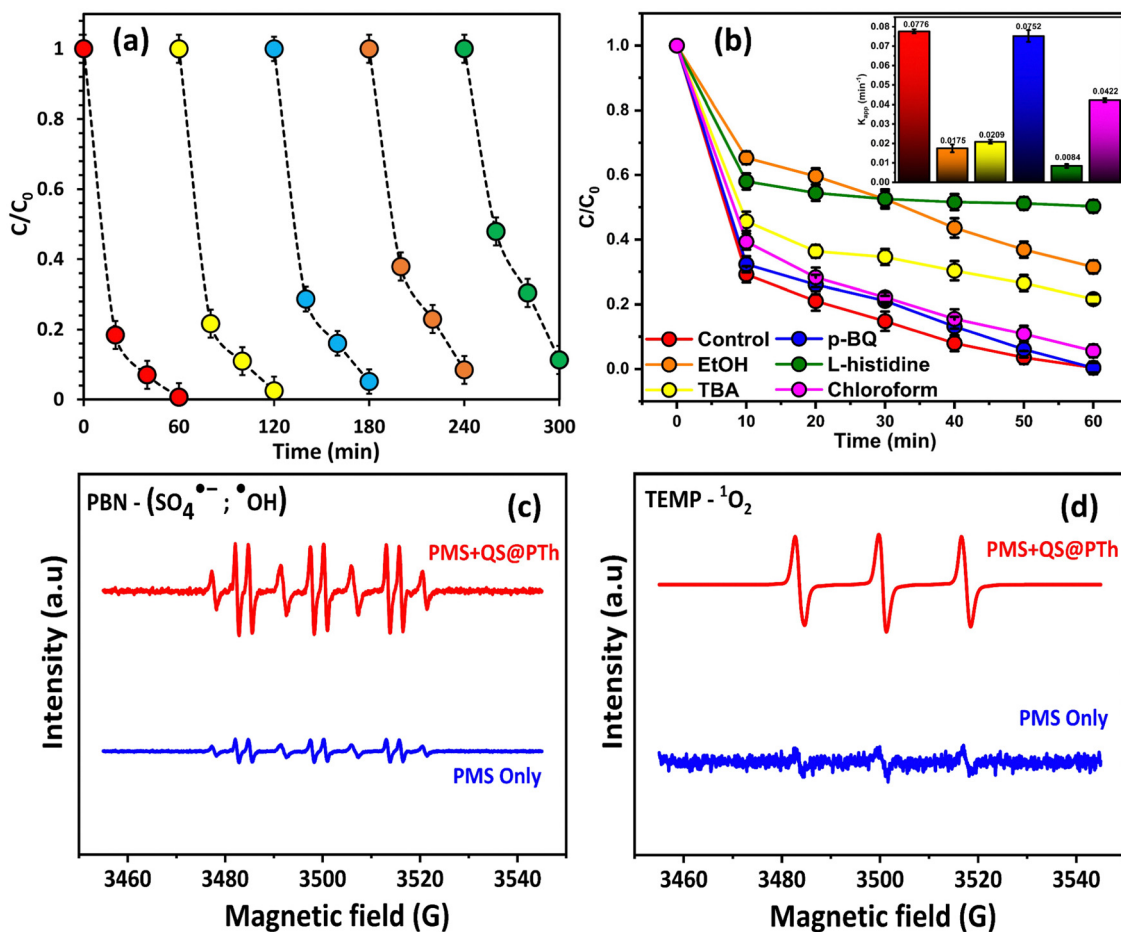 (a)
C/C0
1
0.8
0.6
0.4
0.2
0
0 60 120 180 240 300
Time (min)
(b)
C/C0
1.0
0.8
0.6
0.4
0.2
0.0
0 10 20 30 40 50 60
Time (min)
Control
EtOH
TBA
p-BQ
L-histidine
Chloroform
Kapp (min-1)
0.08
0.07
0.06
0.05
0.04
0.03
0.02
0.01
0.00
0.0776
0.0175
0.0209
0.0752
0.0084
0.0422
PBN - (SO4•− ; •OH)
(c)
PMS+QS@PTh
PMS Only
Intensity (a.u)
3460 3480 3500 3520 3540
Magnetic field (G)
TEMP - 1O2
(d)
PMS+QS@PTh
PMS Only
Intensity (a.u)
3460 3480 3500 3520 3540
Magnetic field (G)